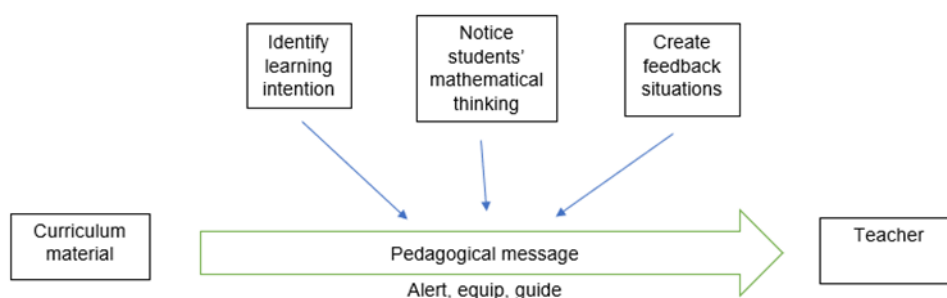 Identify
learning
intention
Notice
students'
mathematical
thinking
Create
feedback
situations
Curriculum
material
Pedagogical message
Alert, equip, guide
Teacher